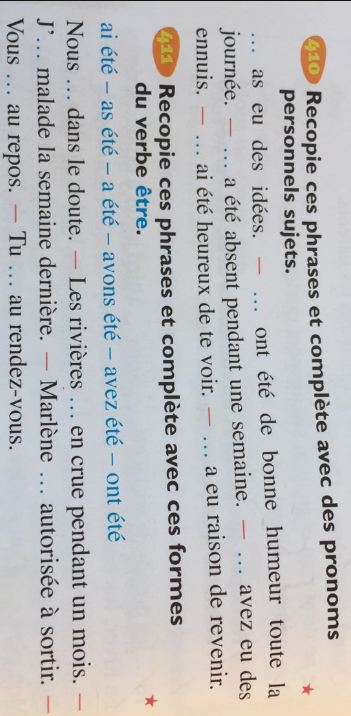 410 Recopie ces phrases et complète avec des pronoms
personnels sujets. ★
… as eu des idées. — … ont été de bonne humeur toute la
journée. — … a été absent pendant une semaine. — … avez eu des
ennuis. — … ai été heureux de te voir. — … a eu raison de revenir.
411 Recopie ces phrases et complète avec ces formes
du verbe être. ★
ai été – as été – a été – avons été – avez été – ont été
Nous … dans le doute. — Les rivières … en crue pendant un mois. —
J’… malade la semaine dernière. — Marlène … autorisée à sortir. —
Vous … au repos. — Tu … au rendez-vous.